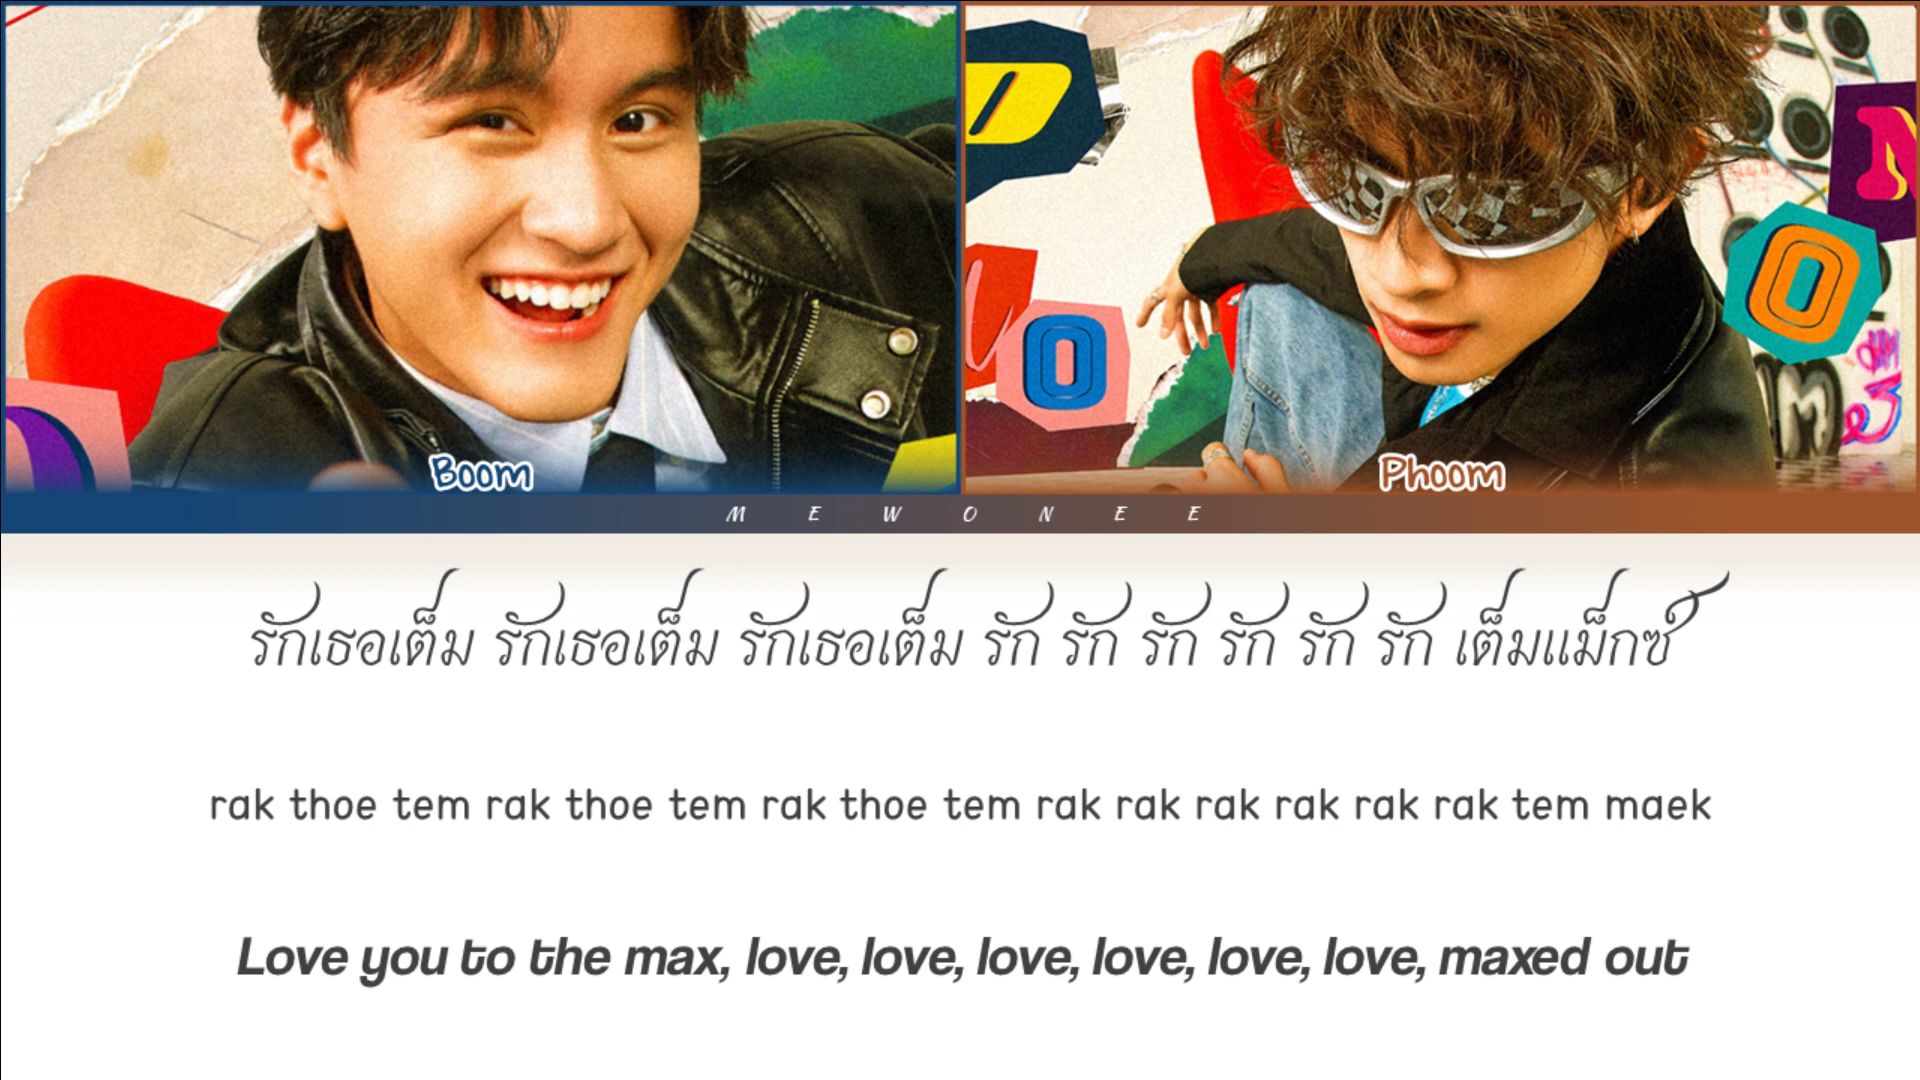 Boom
Phoom
M E W O N E E
รักเธอเต็ม รักเธอเต็ม รักเธอเต็ม รัก รัก รัก รัก รัก รัก เต็มแม็กซ์
rak thoe tem rak thoe tem rak thoe tem rak rak rak rak rak rak tem maek
Love you to the max, love, love, love, love, love, love, maxed out